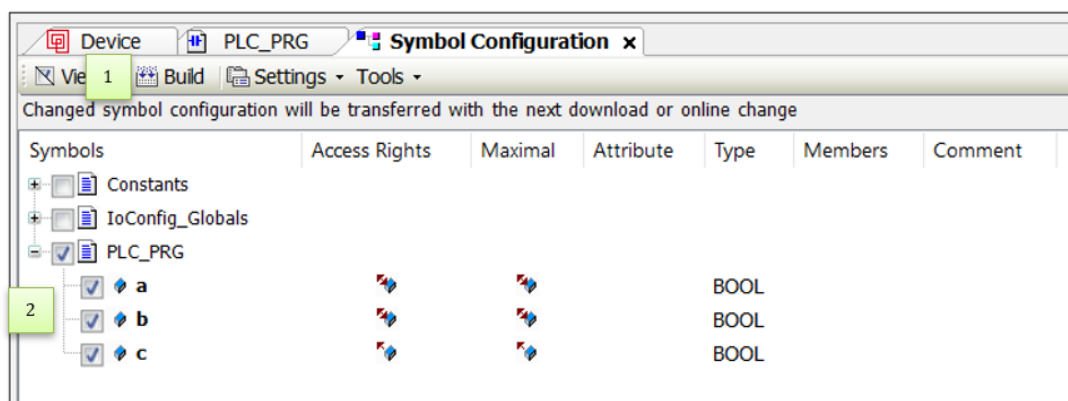 Device PLC_PRG Symbol Configuration x
1 Build Settings Tools
Changed symbol configuration will be transferred with the next download or online change
Symbols Access Rights Maximal Attribute Type Members Comment
Constants
IoConfig_Globals
PLC_PRG
a BOOL
2
b BOOL
c BOOL